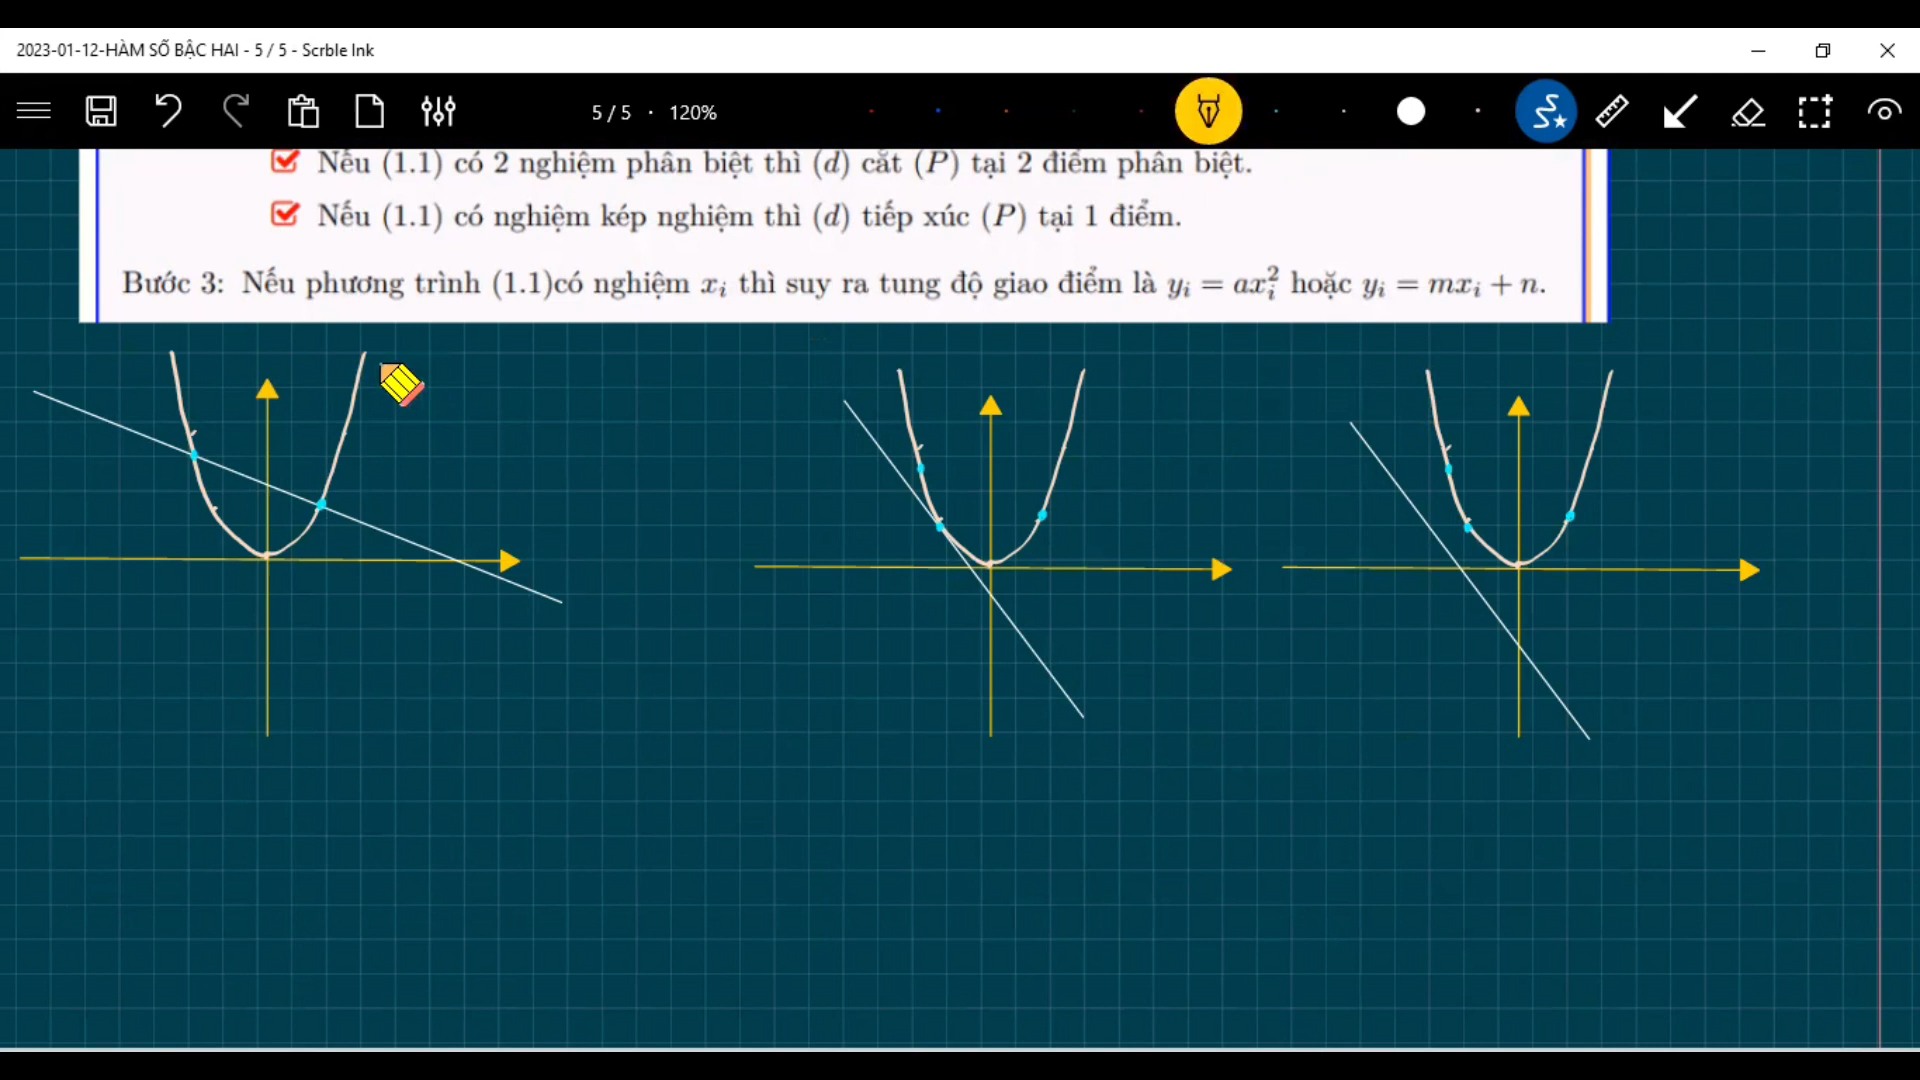 2023-01-12-HÀM SỐ BẬC HAI - 5 / 5 - Scrble Ink
5 / 5 · 120%
Nếu (1.1) có 2 nghiệm phân biệt thì (d) cắt (P) tại 2 điểm phân biệt.
Nếu (1.1) có nghiệm kép nghiệm thì (d) tiếp xúc (P) tại 1 điểm.
Bước 3: Nếu phương trình (1.1)có nghiệm xᵢ thì suy ra tung độ giao điểm là yᵢ = axᵢ² hoặc yᵢ = mxᵢ + n.